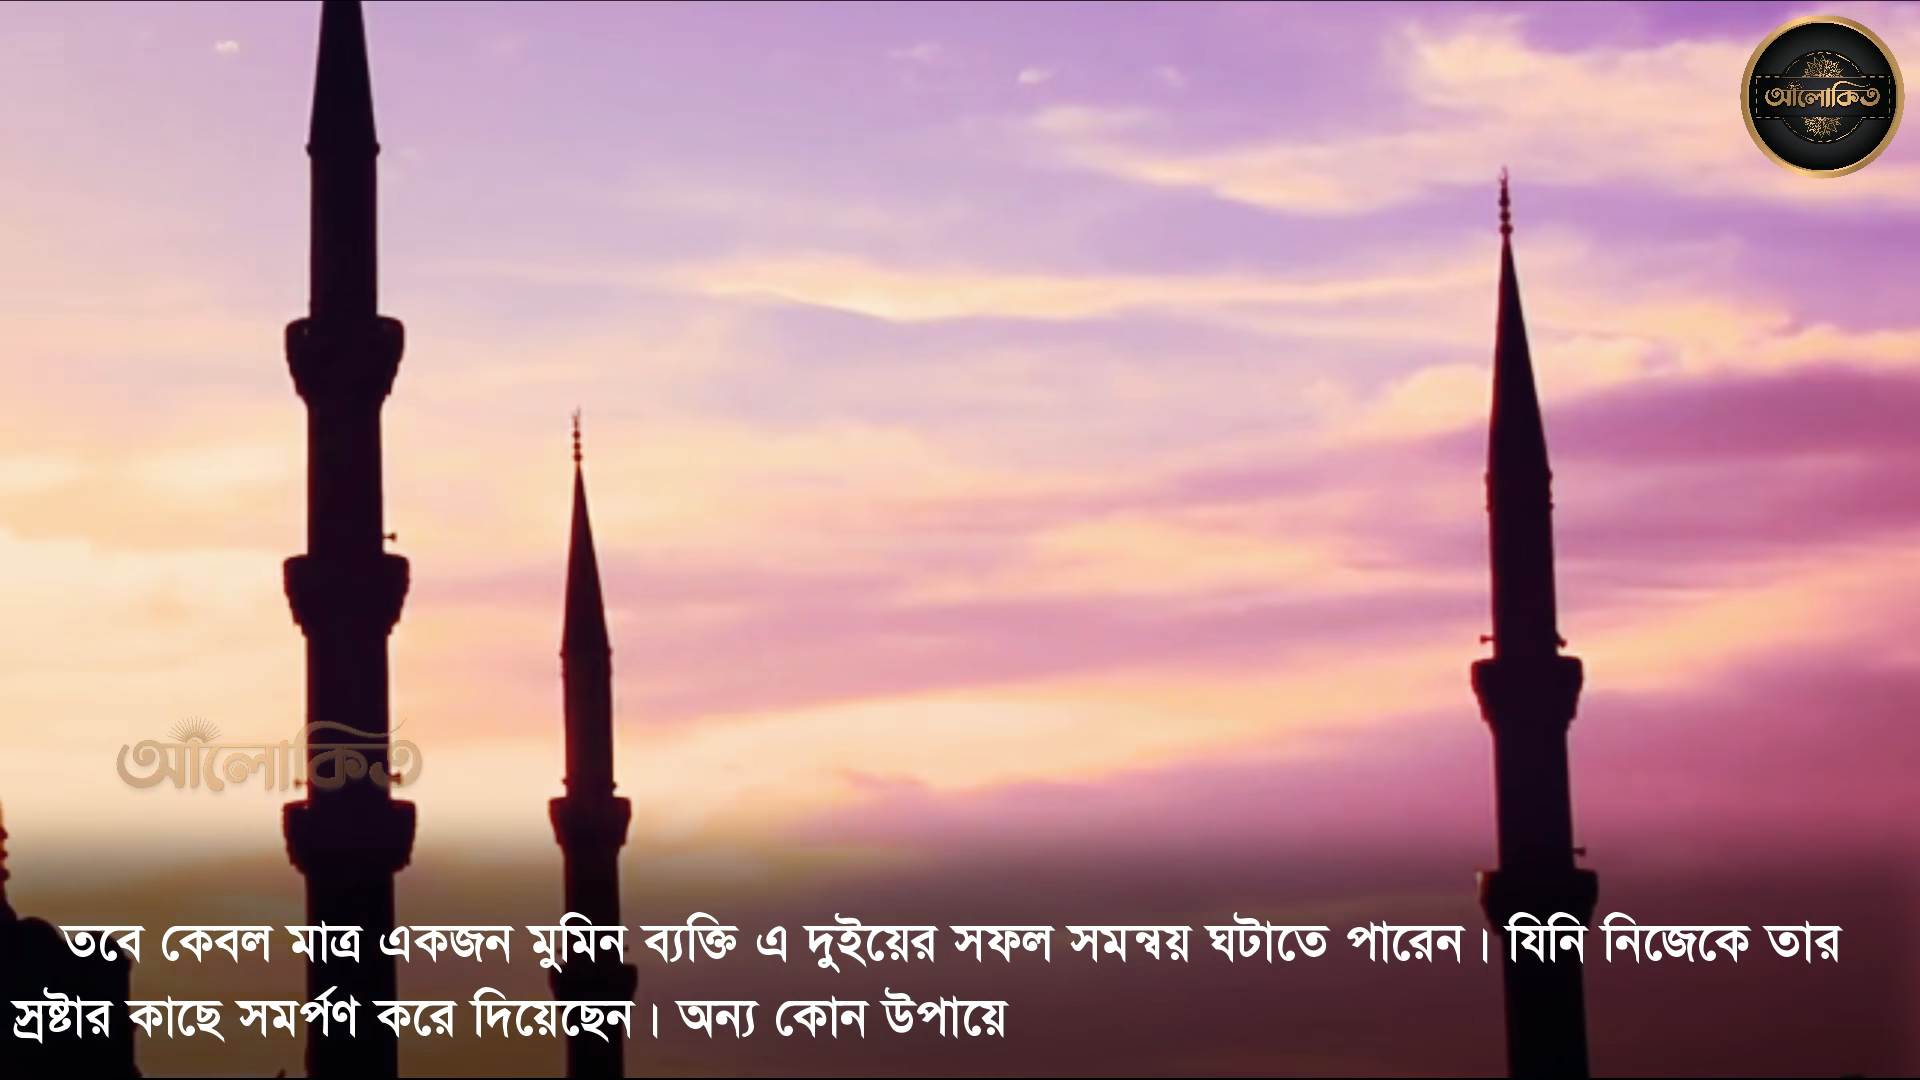 আলোকিত
আলোকিত
তবে কেবল মাত্র একজন মুমিন ব্যক্তি এ দুইয়ের সফল সমন্বয় ঘটাতে পারেন। যিনি নিজেকে তার
স্রষ্টার কাছে সমর্পণ করে দিয়েছেন। অন্য কোন উপায়ে